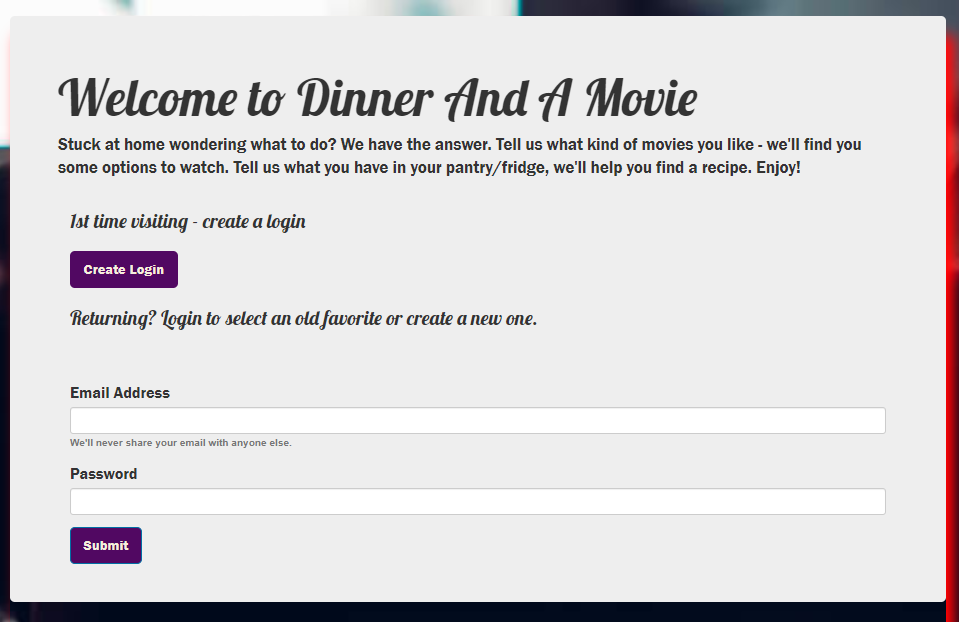 Welcome to Dinner And A Movie
Stuck at home wondering what to do? We have the answer. Tell us what kind of movies you like - we'll find you
some options to watch. Tell us what you have in your pantry/fridge, we'll help you find a recipe. Enjoy!
1st time visiting - create a login
Create Login
Returning? Login to select an old favorite or create a new one.
Email Address
We'll never share your email with anyone else.
Password
Submit